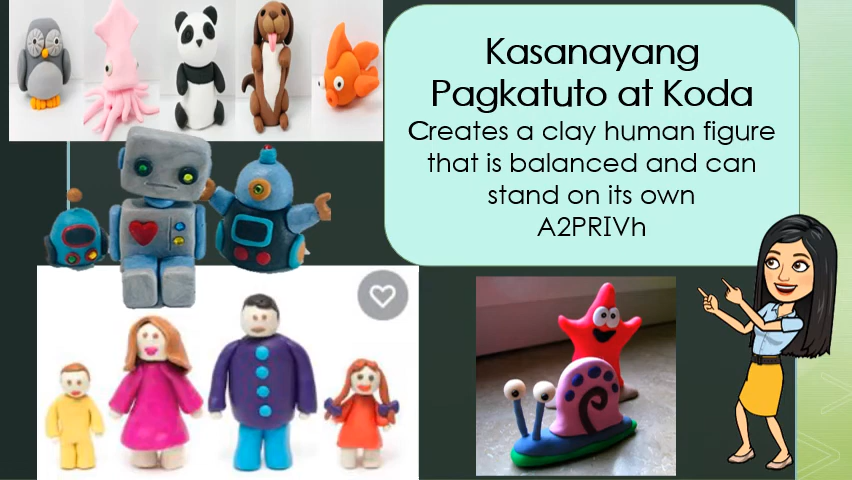 Kasanayang
Pagkatuto at Koda
Creates a clay human figure
that is balanced and can
stand on its own
A2PRIVh